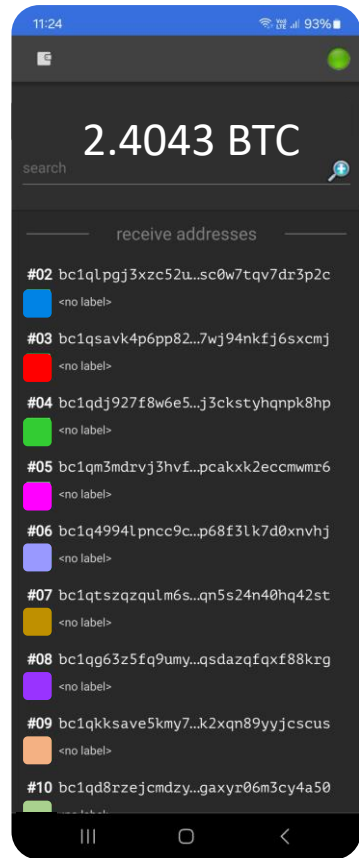 11:24 Vo) LTE 93%
2.4043 BTC
search
receive addresses
#02 bc1qlpgj3xzc52u…sc0w7tqv7dr3p2c
<no label>
#03 bc1qsavk4p6pp82…7wj94nkfj6sxcmj
<no label>
#04 bc1qdj927f8w6e5…j3ckstyhqnpk8hp
<no label>
#05 bc1qm3mdrvj3hvf…pcakxk2eccmwmr6
<no label>
#06 bc1q4994lpncc9c…p68f3lk7d0xnvhj
<no label>
#07 bc1qtszqzqulm6s…qn5s24n40hq42st
<no label>
#08 bc1qg63z5fq9umy…qsdazqfqxf88krg
<no label>
#09 bc1qkksave5kmy7…k2xqn89yyjcscus
<no label>
#10 bc1qd8rzejcmdzy…gaxyr06m3cy4a50